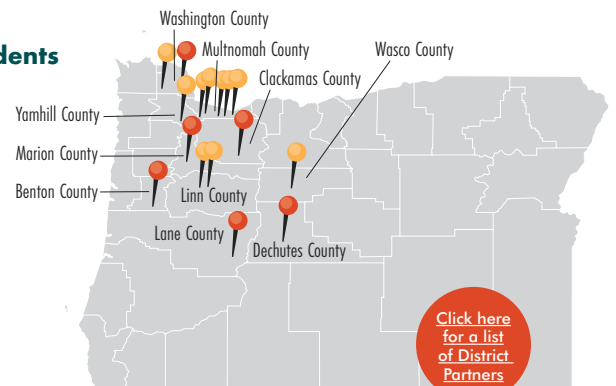 Washington County
dents
Multnomah County
Wasco County
Clackamas County
Yamhill County
Marion County
Benton County
Linn County
Lane County
Dechutes County
Click here
for a list
of District
Partners